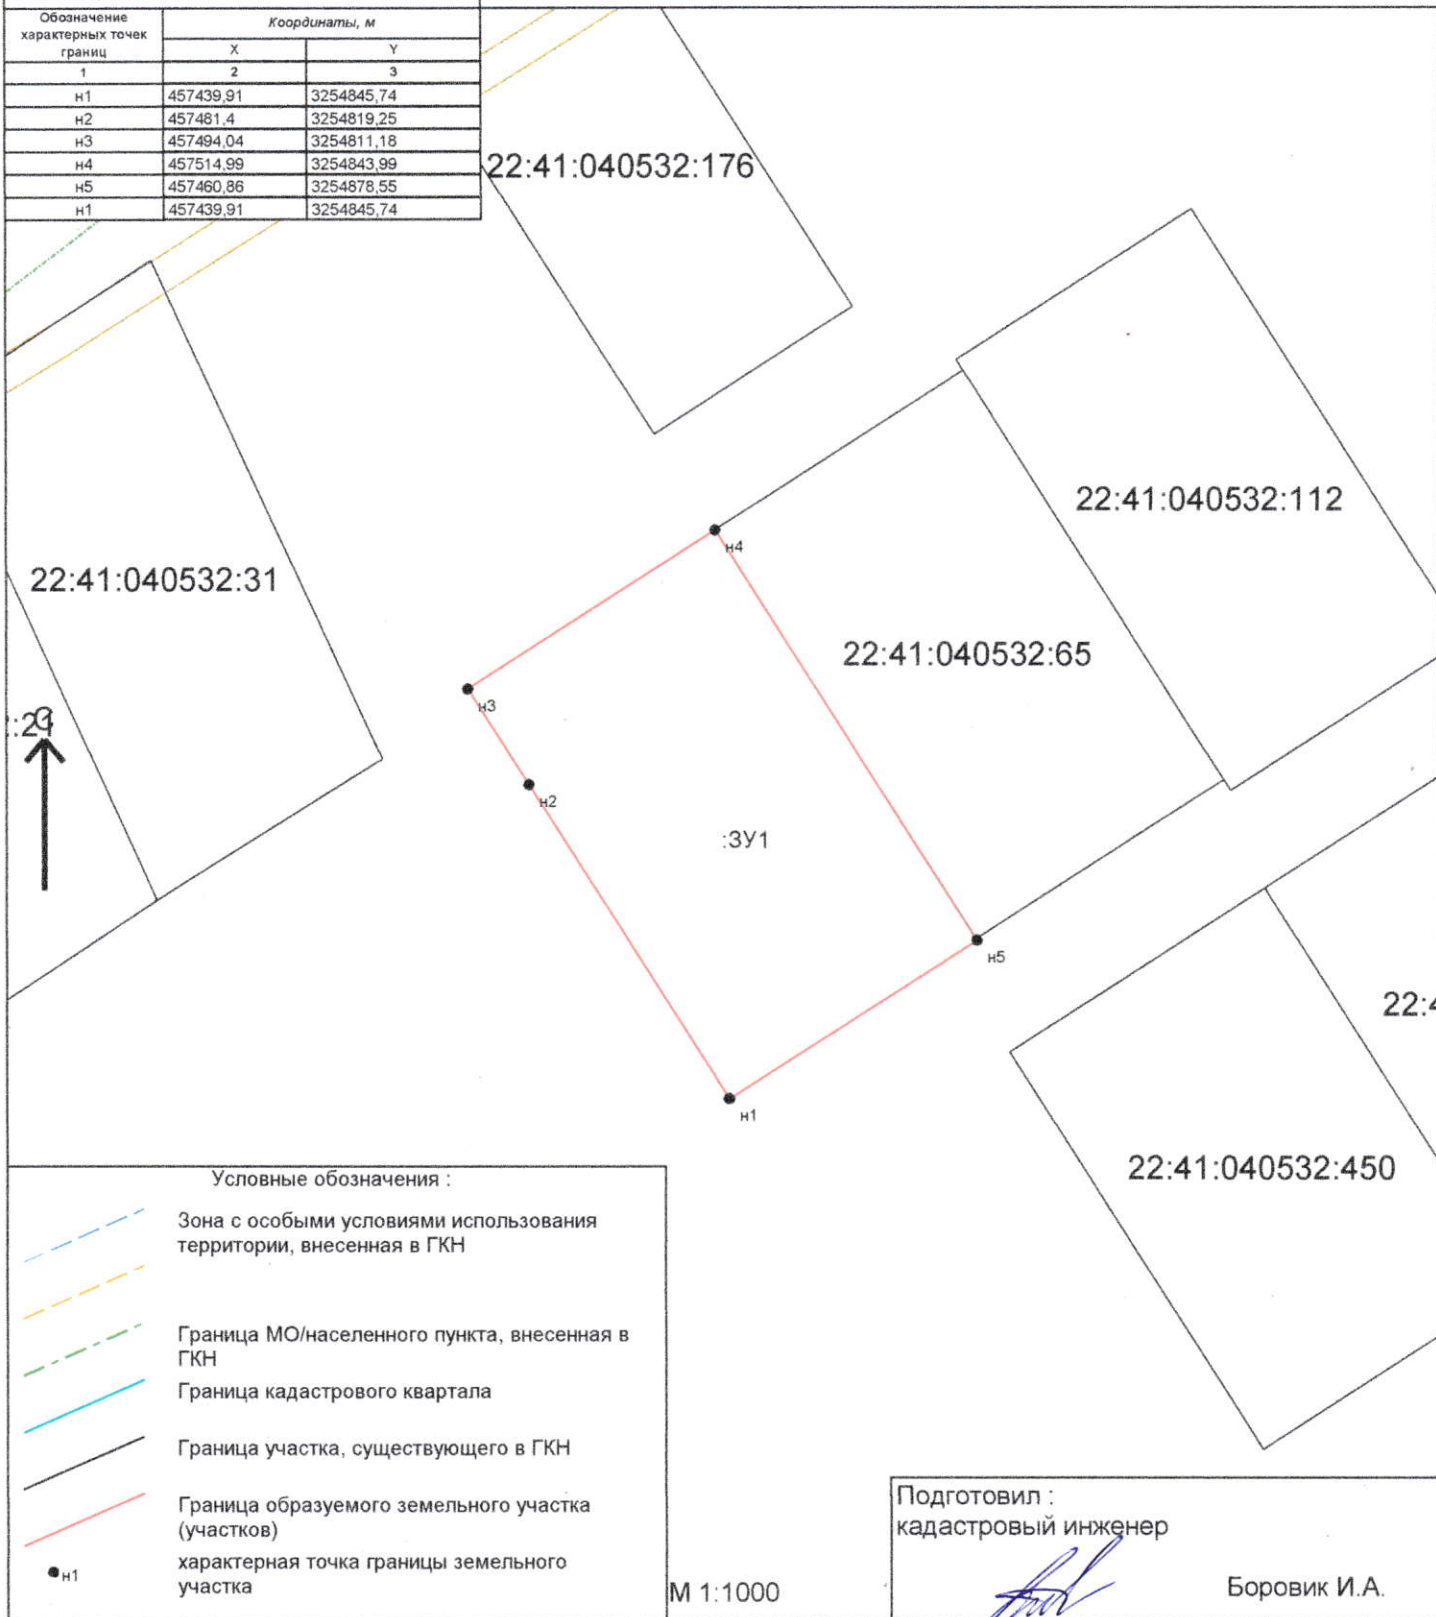 Обозначение
характерных точек
границ
Координаты, м
X Y
1 2 3
н1 457439,91 3254845,74
н2 457481,4 3254819,25
н3 457494,04 3254811,18
н4 457514,99 3254843,99
н5 457460,86 3254878,55
н1 457439,91 3254845,74
22:41:040532:176
22:41:040532:112
н4
22:41:040532:31
22:41:040532:65
н3
:21
С
н2
:ЗУ1
н5
22:4
н1
22:41:040532:450
Условные обозначения :
Зона с особыми условиями использования
территории, внесенная в ГКН
Граница МО/населенного пункта, внесенная в
ГКН
Граница кадастрового квартала
Граница участка, существующего в ГКН
Граница образуемого земельного участка
(участков)
н1 характерная точка границы земельного
участка
М 1:1000
Подготовил :
кадастровый инженер
Боровик И.А.